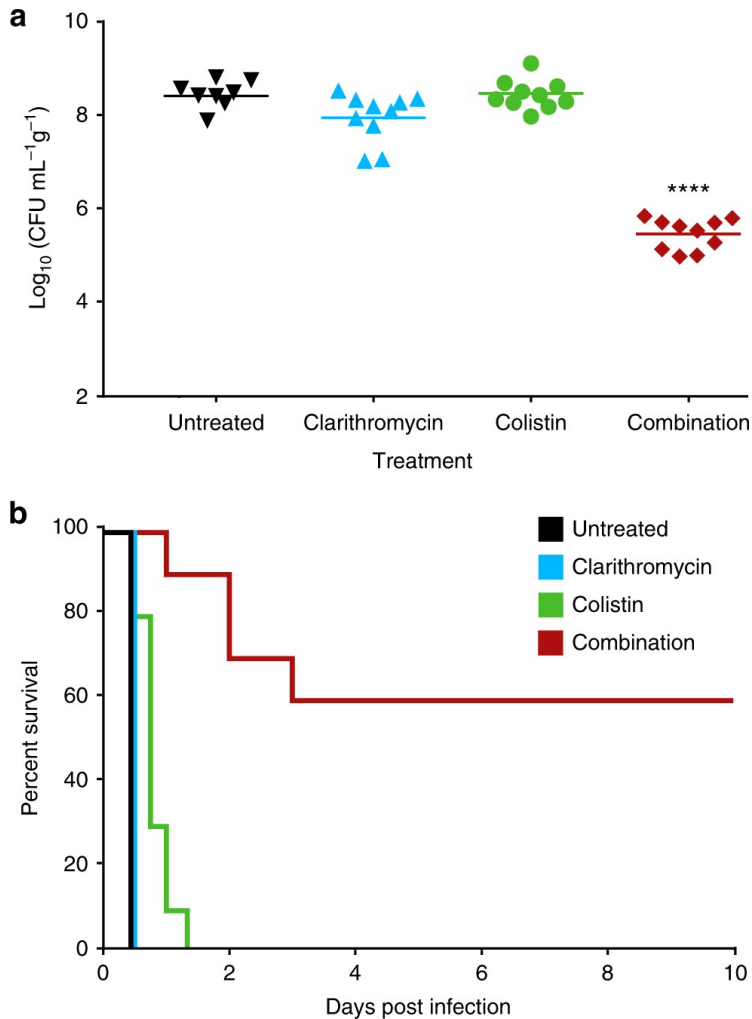 a
10
8
6
4
2
Log₁₀ (CFU mL⁻¹g⁻¹)
****
Untreated Clarithromycin Colistin Combination
Treatment
b
100
80
60
40
20
0
Percent survival
Untreated
Clarithromycin
Colistin
Combination
0 2 4 6 8 10
Days post infection